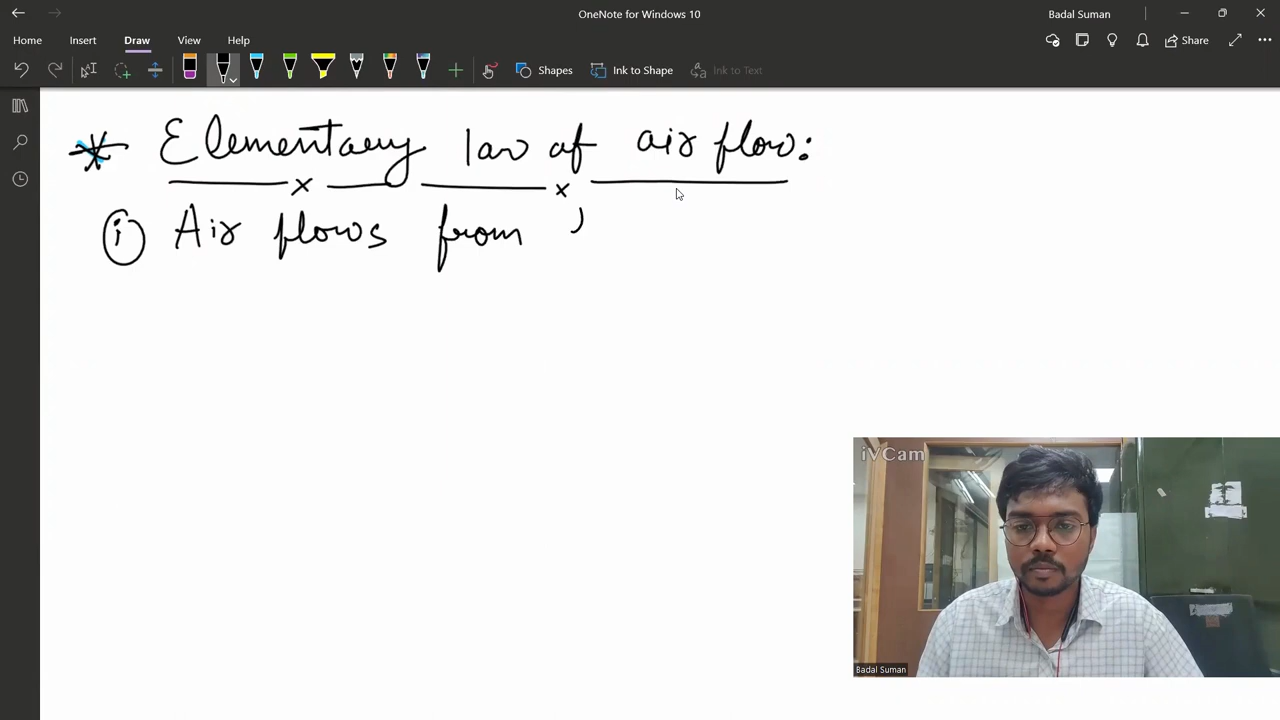 OneNote for Windows 10
Badal Suman
Home Insert Draw View Help
Share
Shapes Ink to Shape Ink to Text
* Elementary law of air flow:
(i) Air flows from
iVCam
Badal Suman